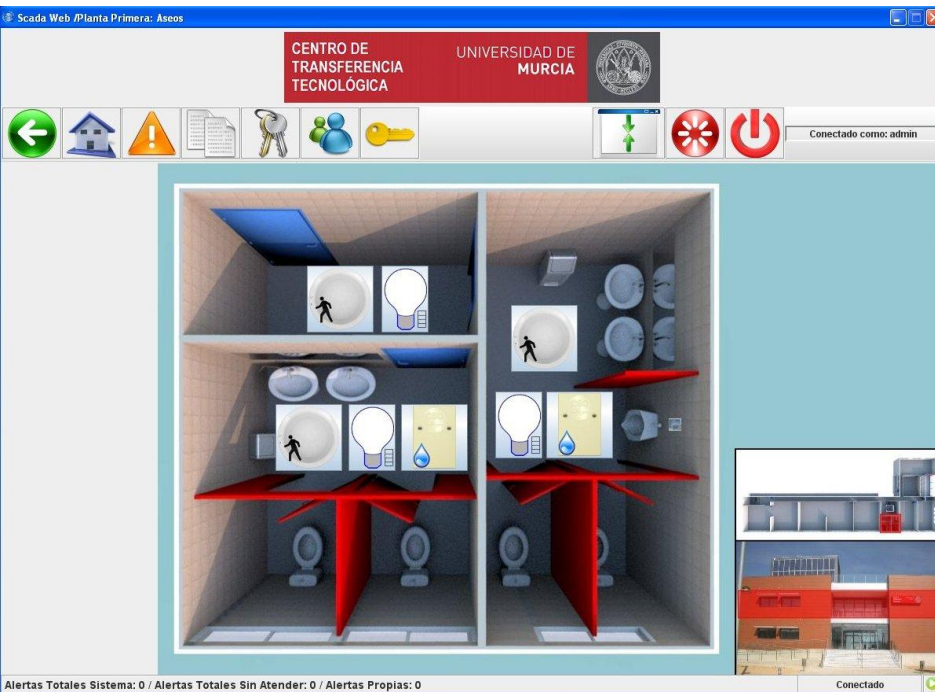 Scada Web /Planta Primera: Aseos
CENTRO DE
TRANSFERENCIA
TECNOLÓGICA
UNIVERSIDAD DE
MURCIA
Conectado como: admin
Alertas Totales Sistema: 0 / Alertas Totales Sin Atender: 0 / Alertas Propias: 0
Conectado